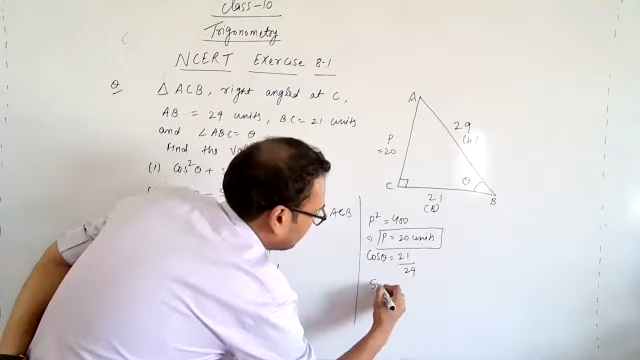 Class-10
Trigonometry
NCERT Exercise 8.1
Q Δ ACB, right angled at C,
AB = 29 units, BC = 21 units
and ∠ABC = θ
Find the
(i) Cos²θ +
ACB
A
P
= 20
29
(H)
C
θ
B
21
(B)
P² = 400
⇒ P = 20 units
Cosθ = 21/29
S